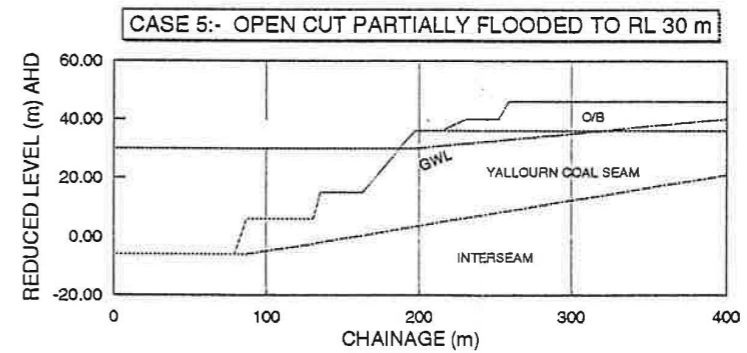 CASE 5:- OPEN CUT PARTIALLY FLOODED TO RL 30 m
REDUCED LEVEL (m) AHD
60.00
40.00
20.00
0.00
-20.00
O/B
GWL
YALLOURN COAL SEAM
INTERSEAM
0
100
200
300
400
CHAINAGE (m)